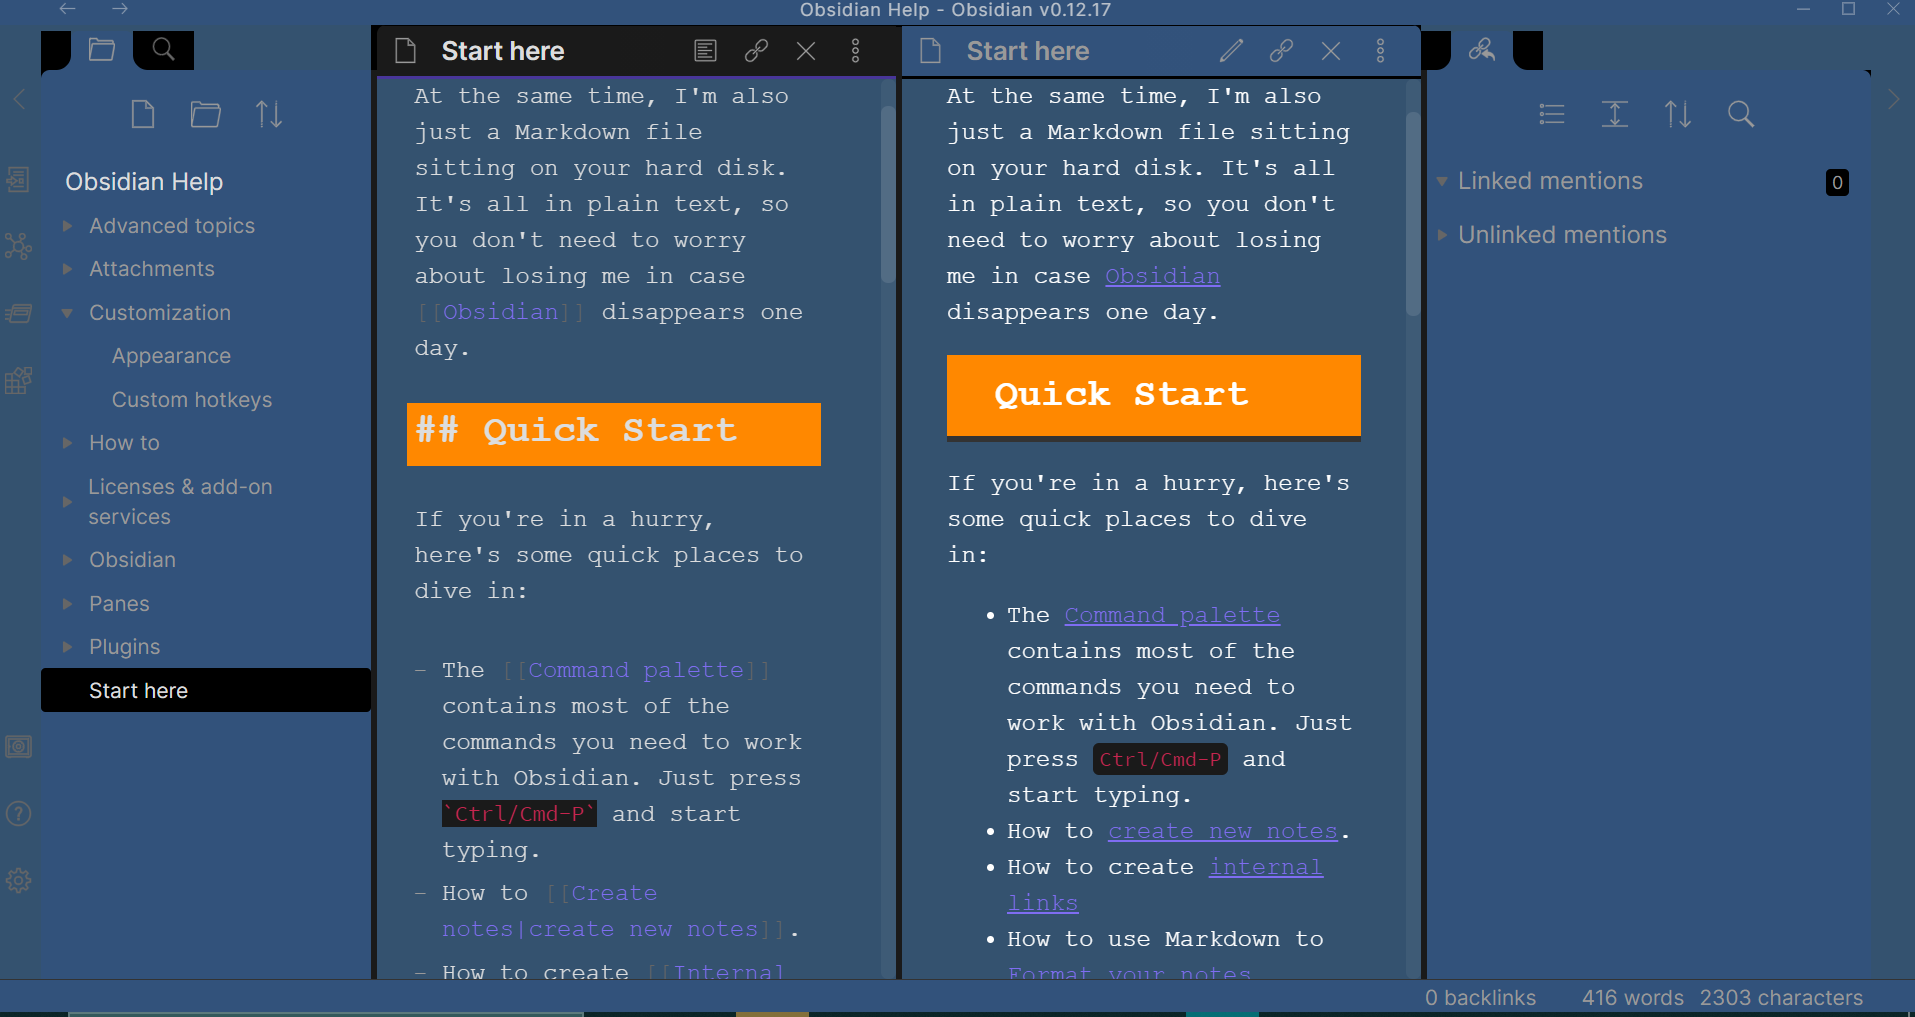 Obsidian Help - Obsidian v0.12.17
Obsidian Help
Advanced topics
Attachments
Customization
Appearance
Custom hotkeys
How to
Licenses & add-on
services
Obsidian
Panes
Plugins
Start here
Start here
At the same time, I'm also
just a Markdown file
sitting on your hard disk.
It's all in plain text, so
you don't need to worry
about losing me in case
[[Obsidian]] disappears one
day.
## Quick Start
If you're in a hurry,
here's some quick places to
dive in:
- The [[Command palette]]
contains most of the
commands you need to work
with Obsidian. Just press
`Ctrl/Cmd-P` and start
typing.
- How to [[Create
notes|create new notes]].
- How to create [[Internal
Start here
At the same time, I'm also
just a Markdown file sitting
on your hard disk. It's all
in plain text, so you don't
need to worry about losing
me in case Obsidian
disappears one day.
Quick Start
If you're in a hurry, here's
some quick places to dive
in:
• The Command palette
contains most of the
commands you need to
work with Obsidian. Just
press Ctrl/Cmd-P and
start typing.
• How to create new notes.
• How to create internal
links
• How to use Markdown to
Format your notes
Linked mentions 0
Unlinked mentions
0 backlinks 416 words 2303 characters